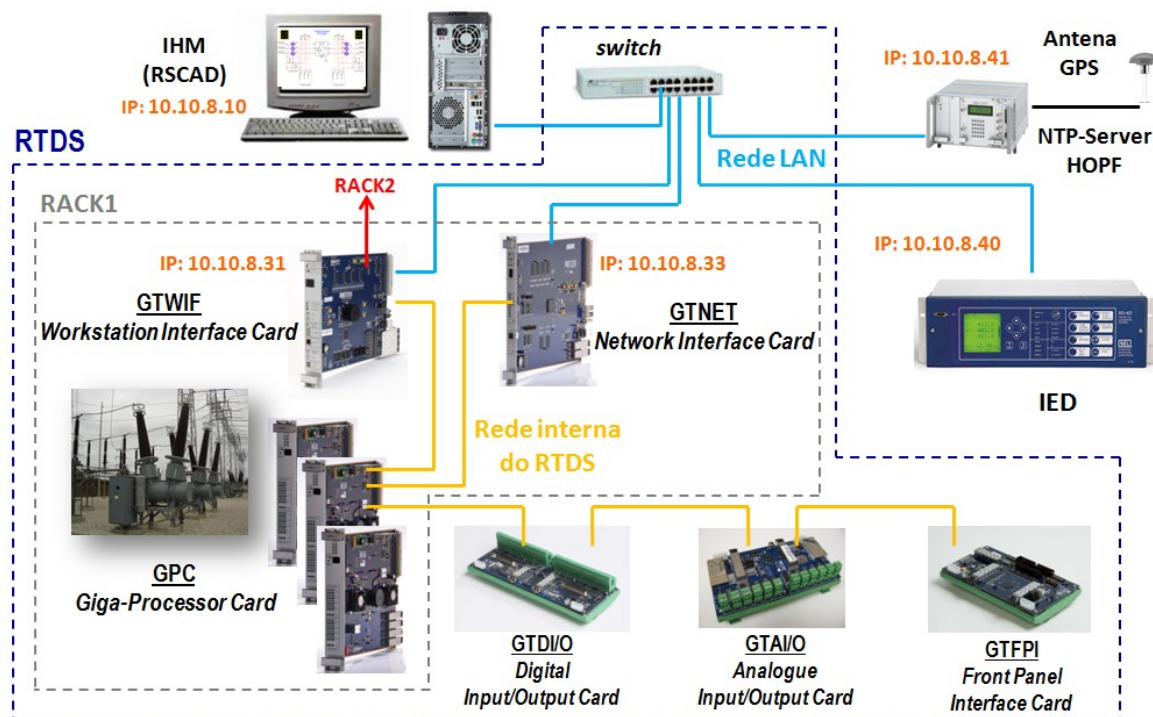 IHM
(RSCAD)
IP: 10.10.8.10
switch
IP: 10.10.8.41
Antena
GPS
NTP-Server
HOPF
RTDS
Rede LAN
RACK1
RACK2
IP: 10.10.8.31
GTWIF
Workstation Interface Card
IP: 10.10.8.33
GTNET
Network Interface Card
IP: 10.10.8.40
IED
Rede interna
do RTDS
GPC
Giga-Processor Card
GTDI/O
Digital
Input/Output Card
GTAI/O
Analogue
Input/Output Card
GTFPI
Front Panel
Interface Card